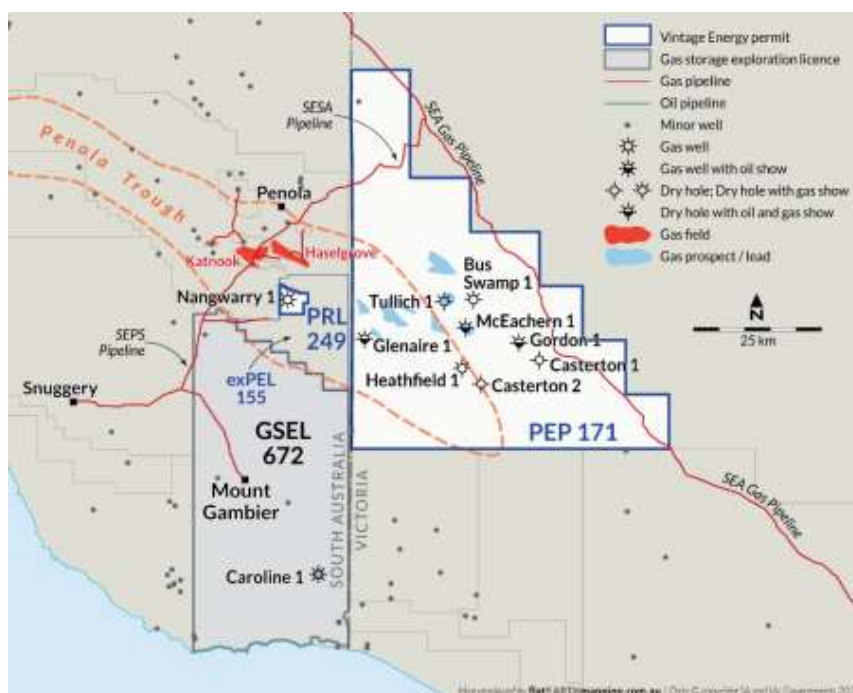 Vintage Energy permit
Gas storage exploration licence
Gas pipeline
Oil pipeline
Minor well
Gas well
Gas well with oil show
Dry hole; Dry hole with gas show
Dry hole with oil and gas show
Gas field
Gas prospect / lead
N
25 km
SESA
Pipeline
SEA Gas Pipeline
Penola Trough
Penola
Katnook
Haselgrove
Nangwarry 1
PRL
249
SEPS
Pipeline
exPEL
155
Snuggery
GSEL
672
Mount
Gambier
Caroline 1
SOUTH AUSTRALIA
VICTORIA
Bus
Swamp 1
Tullich 1
McEachern 1
Glenaire 1
Gordon 1
Heathfield 1
Casterton 1
Casterton 2
PEP 171
SEA Gas Pipeline